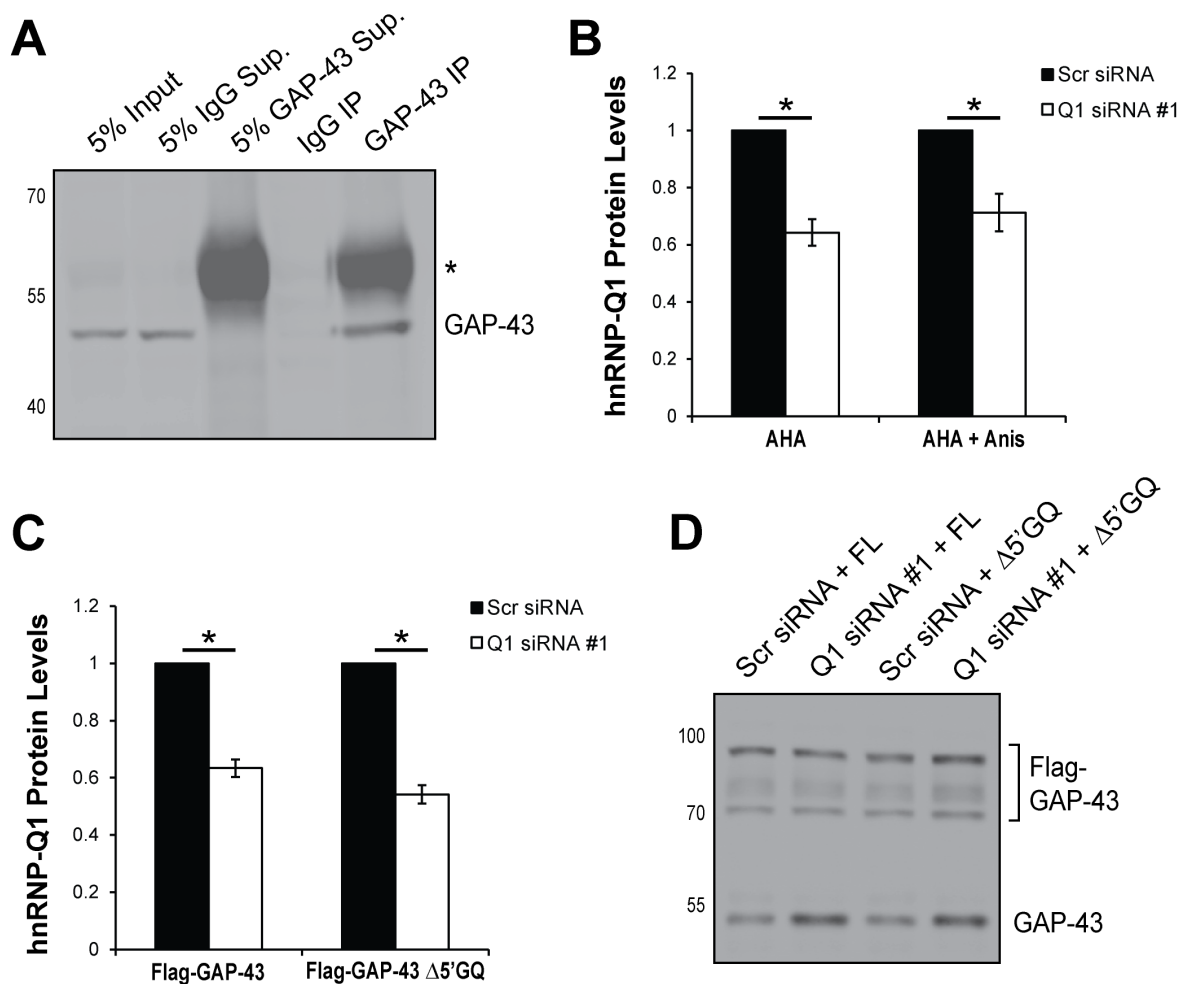 A
5% Input
5% IgG Sup.
5% GAP-43 Sup.
IgG IP
GAP-43 IP
70
55
40
*
GAP-43
B
hnRNP-Q1 Protein Levels
1.2
1
0.8
0.6
0.4
0.2
0
*
*
Scr siRNA
Q1 siRNA #1
AHA
AHA + Anis
C
hnRNP-Q1 Protein Levels
1.2
1
0.8
0.6
0.4
0.2
0
*
*
Scr siRNA
Q1 siRNA #1
Flag-GAP-43
Flag-GAP-43 Δ5'GQ
D
Scr siRNA + FL
Q1 siRNA #1 + FL
Scr siRNA + Δ5'GQ
Q1 siRNA #1 + Δ5'GQ
100
70
55
Flag-
GAP-43
GAP-43